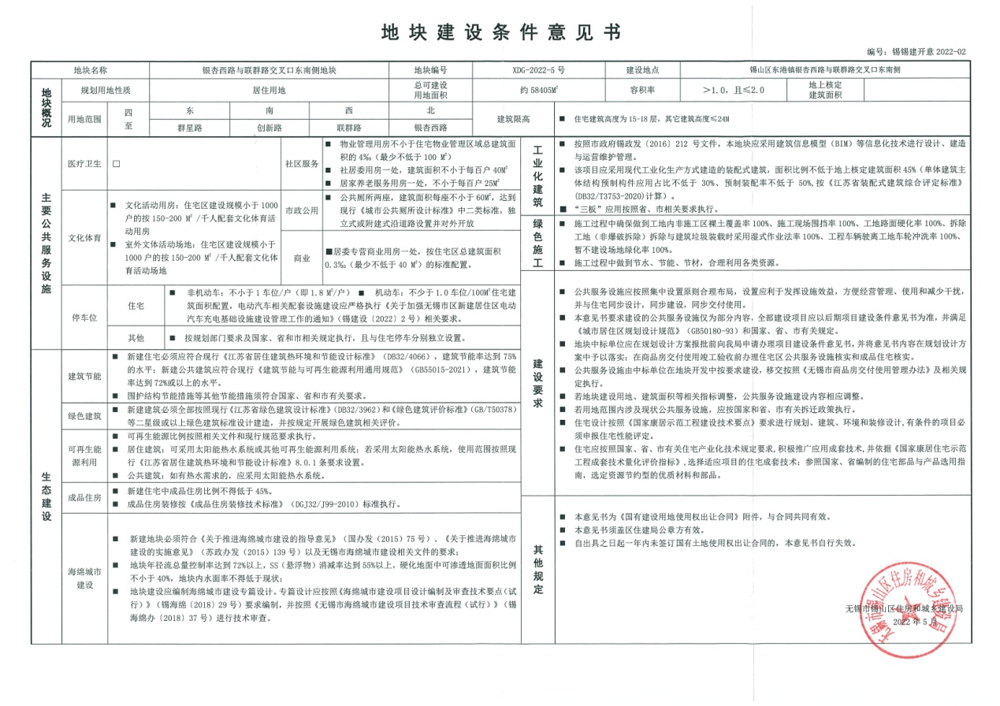 地块建设条件意见书
编号：锡锡建开意 2022-02
地块名称
银杏西路与联群路交叉口东南侧地块
地块编号
XDG-2022-5 号
建设地点
锡山区东港镇银杏西路与联群路交叉口东南侧
地块概况
规划用地性质
居住用地
总可建设
用地面积
约 58405M²
容积率
＞1.0，且≤2.0
地上核定
建筑面积
用地范围
四
至
东
南
西
北
群星路
创新路
联群路
银杏西路
建筑限高
■ 住宅建筑高度为 15-18 层，其它建筑高度≤24M
主要公共服务设施
医疗卫生
□
社区服务
■ 物业管理用房不小于住宅物业管理区域总建筑面
积的 4‰（最少不低于 100 M²）
■ 社居委用房一处，建筑面积不小于每百户 40M²
■ 居家养老服务用房一处，不小于每百户 25M²
文化体育
■ 文化活动用房：住宅区建设规模小于 1000
户的按 150-200 M² /千人配套文化体育活
动用房
■ 室外文体活动场地：住宅区建设规模小于
1000 户的按 150-200 M² /千人配套文化体
育活动场地
市政公用
■ 公共厕所两座，建筑面积每座不小于 60M²，达到
现行《城市公共厕所设计标准》中二类标准，独
立式或附建式沿道路设置并对外开放
商业
■居委专营商业用房一处，按住宅区总建筑面积
0.3‰（最少不低于 40 M²）的标准配置。
停车位
住宅
■ 非机动车：不小于 1 车位/户（即 1.8 M²/户） ■ 机动车：不少于 1.0 车位/100M²住宅建
筑面积配置，电动汽车相关配套设施建设应严格执行《关于加强无锡市区新建居住区电动
汽车充电基础设施建设管理工作的通知》（锡建设〔2022〕2 号）相关要求。
其他
■ 按规划部门要求及国家、省和市相关规定执行，且与住宅停车分别独立设置。
生态建设
建筑节能
■ 新建住宅必须应符合现行《江苏省居住建筑热环境和节能设计标准》（DB32/4066），建筑节能率达到 75%
的水平；新建公共建筑应符合现行《建筑节能与可再生能源利用通用规范》（GB55015-2021），建筑节能
率达到 72%或以上的水平。
■ 围护结构节能措施等其他节能措施须符合国家、省和市有关要求。
绿色建筑
■ 新建建筑必须全部按照现行《江苏省绿色建筑设计标准》（DB32/3962）和《绿色建筑评价标准》（GB/T50378）
等二星级或以上绿色建筑标准设计建造，并按规定开展绿色建筑相关评价。
可再生能
源利用
■ 可再生能源比例按照相关文件和现行规范要求执行。
■ 居住建筑：可采用太阳能热水系统或其他可再生能源利用系统；若采用太阳能热水系统，使用范围按照现
行《江苏省居住建筑热环境和节能设计标准》8.0.1 条要求设置。
■ 公共建筑：如有热水需求的，应采用太阳能热水系统。
成品住房
■ 新建住宅中成品住房比例不得低于 45%。
■ 成品住房装修按《成品住房装修技术标准》（DGJ32/J99-2010）标准执行。
海绵城市
建设
■ 新建地块必须符合《关于推进海绵城市建设的指导意见》（国办发〔2015〕75 号）、《关于推进海绵城市
建设的实施意见》（苏政办发〔2015〕139 号）以及无锡市海绵城市建设相关文件的要求；
■ 地块年径流总量控制率达到 72%以上，SS（悬浮物）消减率达到 55%以上，硬化地面中可渗透地面面积比例
不小于 40%，地块内水面率不得低于现状；
■ 地块建设应编制海绵城市建设专篇设计。专篇设计应按照《海绵城市建设项目设计编制及审查技术要点(试
行)》（锡海绵〔2018〕29 号）要求编制，并按照《无锡市海绵城市建设项目技术审查流程（试行）》（锡
海绵办〔2018〕37 号）进行技术审查。
工业化建筑
■ 按照市政府锡政发〔2016〕212 号文件，本地块应采用建筑信息模型（BIM）等信息化技术进行设计、建造
与运营维护管理。
■ 该项目应采用现代工业化生产方式建造的装配式建筑，面积比例不低于地上核定建筑面积 45%（单体建筑主
体结构预制构件应用占比不低于 30%、预制装配率不低于 50%,按《江苏省装配式建筑综合评定标准》
(DB32/T3753-2020)计算）。
■ “三板”应用按照省、市相关要求执行。
绿色施工
■ 施工过程中确保做到工地内非施工区裸土覆盖率 100%、施工现场围挡率 100%、工地路面硬化率 100%、拆除
工地（非爆破拆除）拆除与建筑垃圾装载时采用湿式作业法率 100%、工程车辆驶离工地车轮冲洗率 100%、
暂不建设场地绿化率 100%。
■ 施工过程中做到节水、节能、节材，合理利用各类资源。
建设要求
■ 公共服务设施应按照集中设置原则合理布局，设置应利于发挥设施效益，方便经营管理、使用和减少干扰，
并与住宅同步设计，同步建设，同步交付使用。
■ 本意见书要求建设的公共服务设施仅为部分内容，全部建设项目应以后期项目建设条件意见书为准，并满足
《城市居住区规划设计规范》（GB50180-93）和国家、省、市有关规定。
■ 地块中标单位应在规划设计方案报批前向我局申请办理项目建设条件意见书，并将意见书内容在规划设计方
案中予以落实；在商品房交付使用竣工验收前办理住宅区公共服务设施核实和成品住宅核实。
■ 公共服务设施由中标单位在地块开发中按要求建设，移交按照《无锡市商品房交付使用管理办法》及相关规
定执行。
■ 若地块建设用地、建筑面积等相关指标调整，公共服务设施建设内容相应调整。
■ 若用地范围内涉及现状公共服务设施，应按国家和省、市有关拆迁政策执行。
■ 住宅设计按照《国家康居示范工程建设技术要点》要求进行规划、建筑、环境和装修设计,有条件的项目必
须申报住宅性能评定。
■ 住宅应按照国家、省、市有关住宅产业化技术规定要求,积极推广应用成套技术,并依据《国家康居住宅示范
工程成套技术量化评价指标》,选择适应项目的住宅成套技术；参照国家、省编制的住宅部品与产品选用指
南，选定资源节约型的优质材料和部品。
其他规定
■ 本意见书为《国有建设用地使用权出让合同》附件，与合同共同有效。
■ 本意见书须盖区住建局公章方有效。
■ 自出具之日起一年内未签订国有土地使用权出让合同的，本意见书自行失效。
无锡市锡山区住房和城乡建设局
2022 年 5 月
无锡市锡山区住房和城乡建设局